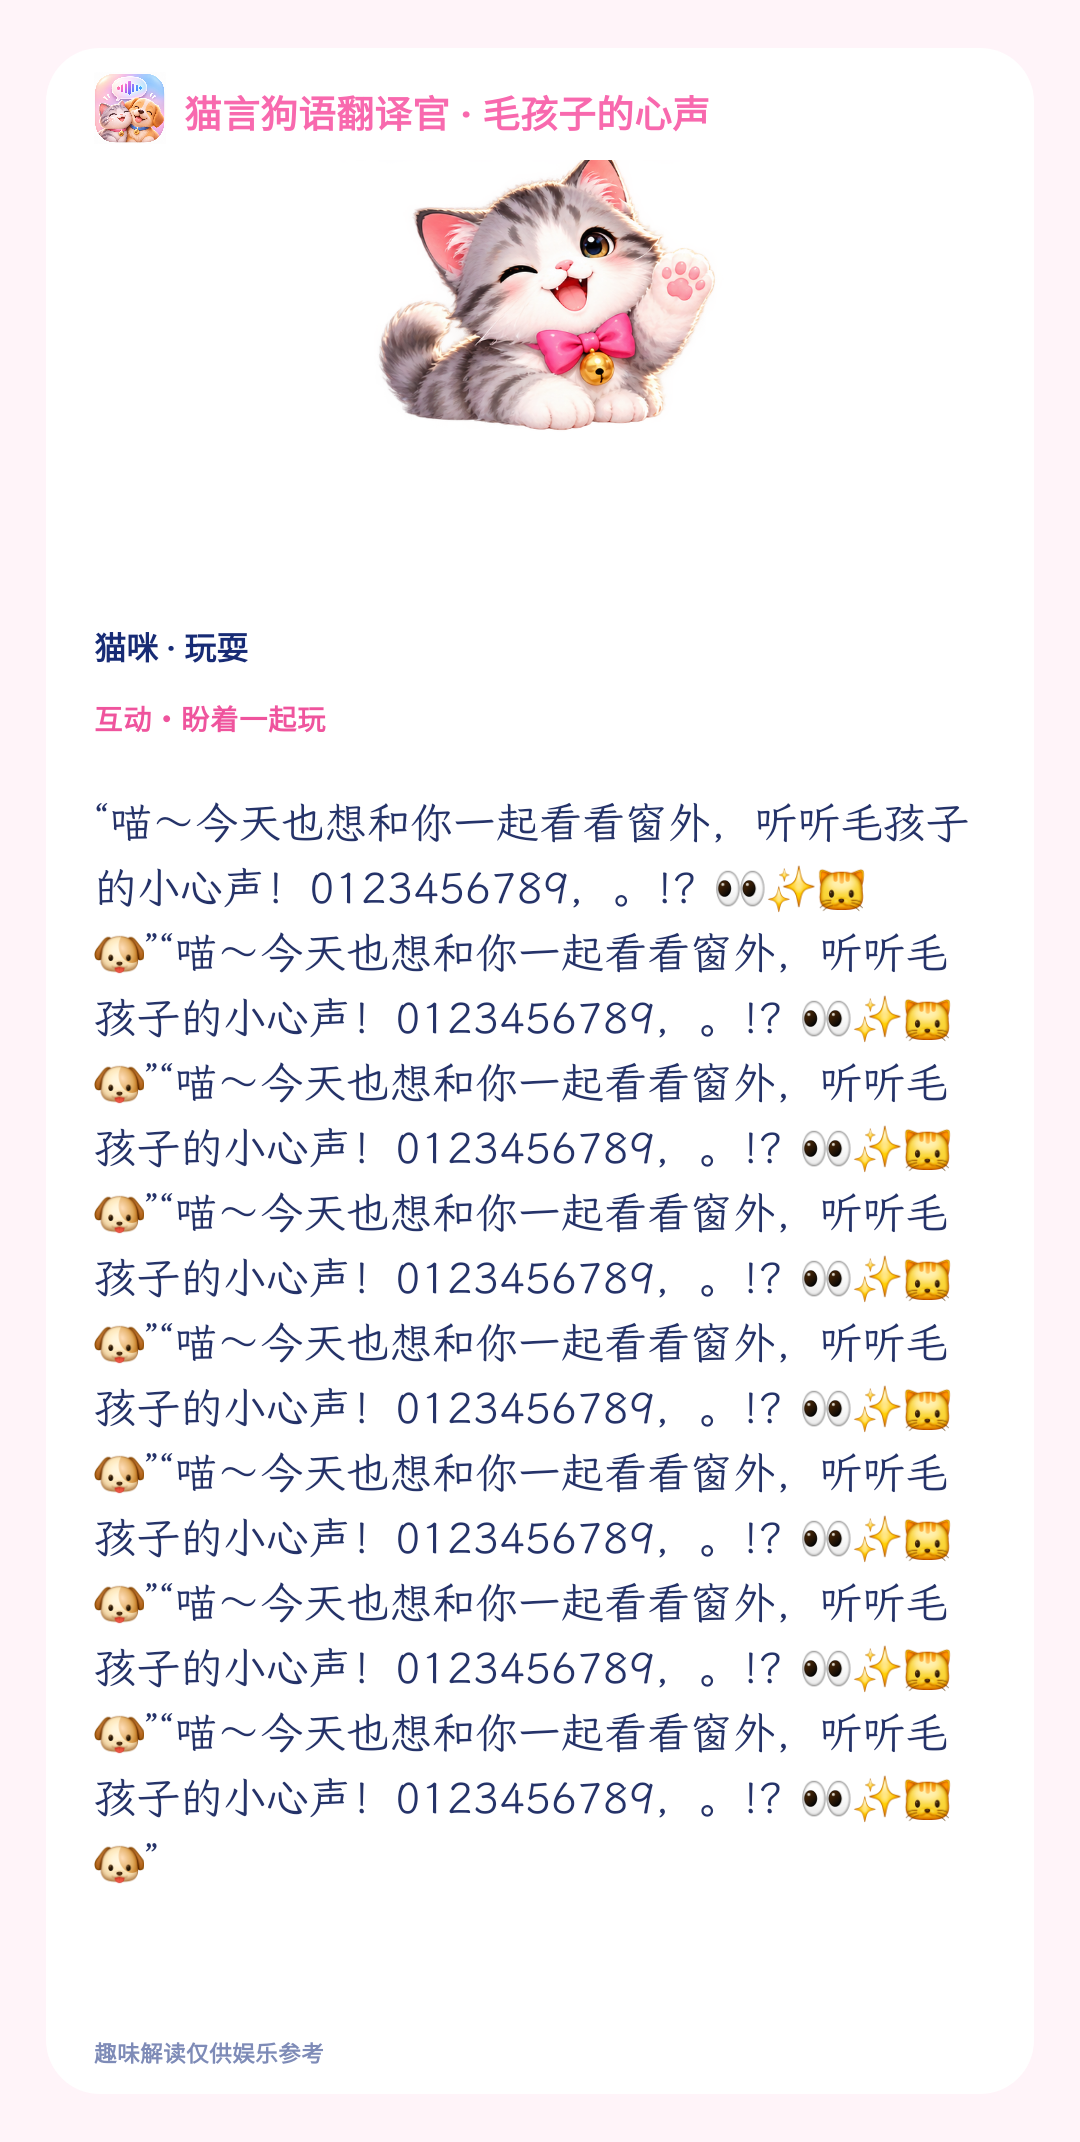 猫言狗语翻译官 · 毛孩子的心声
猫咪 · 玩耍
互动·盼着一起玩
“喵～今天也想和你一起看看窗外，听听毛孩子
的小心声！0123456789，。!？👀✨🐱
🐶”“喵～今天也想和你一起看看窗外，听听毛
孩子的小心声！0123456789，。!？👀✨🐱
🐶”“喵～今天也想和你一起看看窗外，听听毛
孩子的小心声！0123456789，。!？👀✨🐱
🐶”“喵～今天也想和你一起看看窗外，听听毛
孩子的小心声！0123456789，。!？👀✨🐱
🐶”“喵～今天也想和你一起看看窗外，听听毛
孩子的小心声！0123456789，。!？👀✨🐱
🐶”“喵～今天也想和你一起看看窗外，听听毛
孩子的小心声！0123456789，。!？👀✨🐱
🐶”“喵～今天也想和你一起看看窗外，听听毛
孩子的小心声！0123456789，。!？👀✨🐱
🐶”“喵～今天也想和你一起看看窗外，听听毛
孩子的小心声！0123456789，。!？👀✨🐱
🐶”
趣味解读仅供娱乐参考